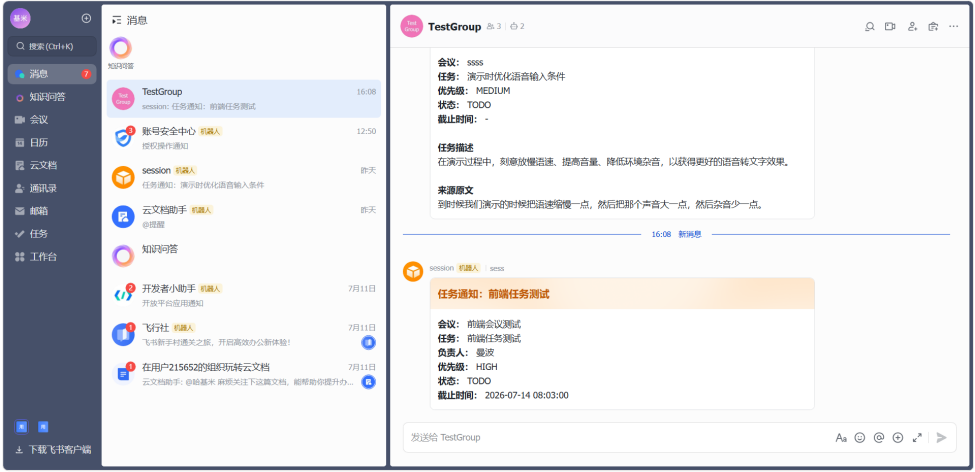 基米
搜索 (Ctrl+K)
消息
7
知识问答
会议
日历
云文档
通讯录
邮箱
任务
工作台
下载飞书客户端
消息
知识问答
Test
Group
TestGroup
16:08
session: 任务通知：前端任务测试
3
账号安全中心 机器人
12:50
授权操作通知
session 机器人
昨天
任务通知：演示时优化语音输入条件
云文档助手 机器人
昨天
@提醒
知识问答
2
开发者小助手 机器人
7月11日
开放平台应用通知
1
飞行社 机器人
7月11日
飞书新手村通关之旅，开启高效办公新体验!
1
在用户215652的组织玩转云文档
7月11日
云文档助手: @哈基米 麻烦关注下这篇文档，能帮助你提升办...
Test
Group
TestGroup 3 2
会议： ssss
任务： 演示时优化语音输入条件
优先级： MEDIUM
状态： TODO
截止时间： -
任务描述
在演示过程中，刻意放慢语速、提高音量、降低环境杂音，以获得更好的语音转文字效果。
来源原文
到时候我们演示的时候把语速缩慢一点，然后把那个声音大一点，然后杂音少一点。
16:08 新消息
session 机器人 sess
任务通知：前端任务测试
会议： 前端会议测试
任务： 前端任务测试
负责人： 曼波
优先级： HIGH
状态： TODO
截止时间： 2026-07-14 08:03:00
发送给 TestGroup
Aa